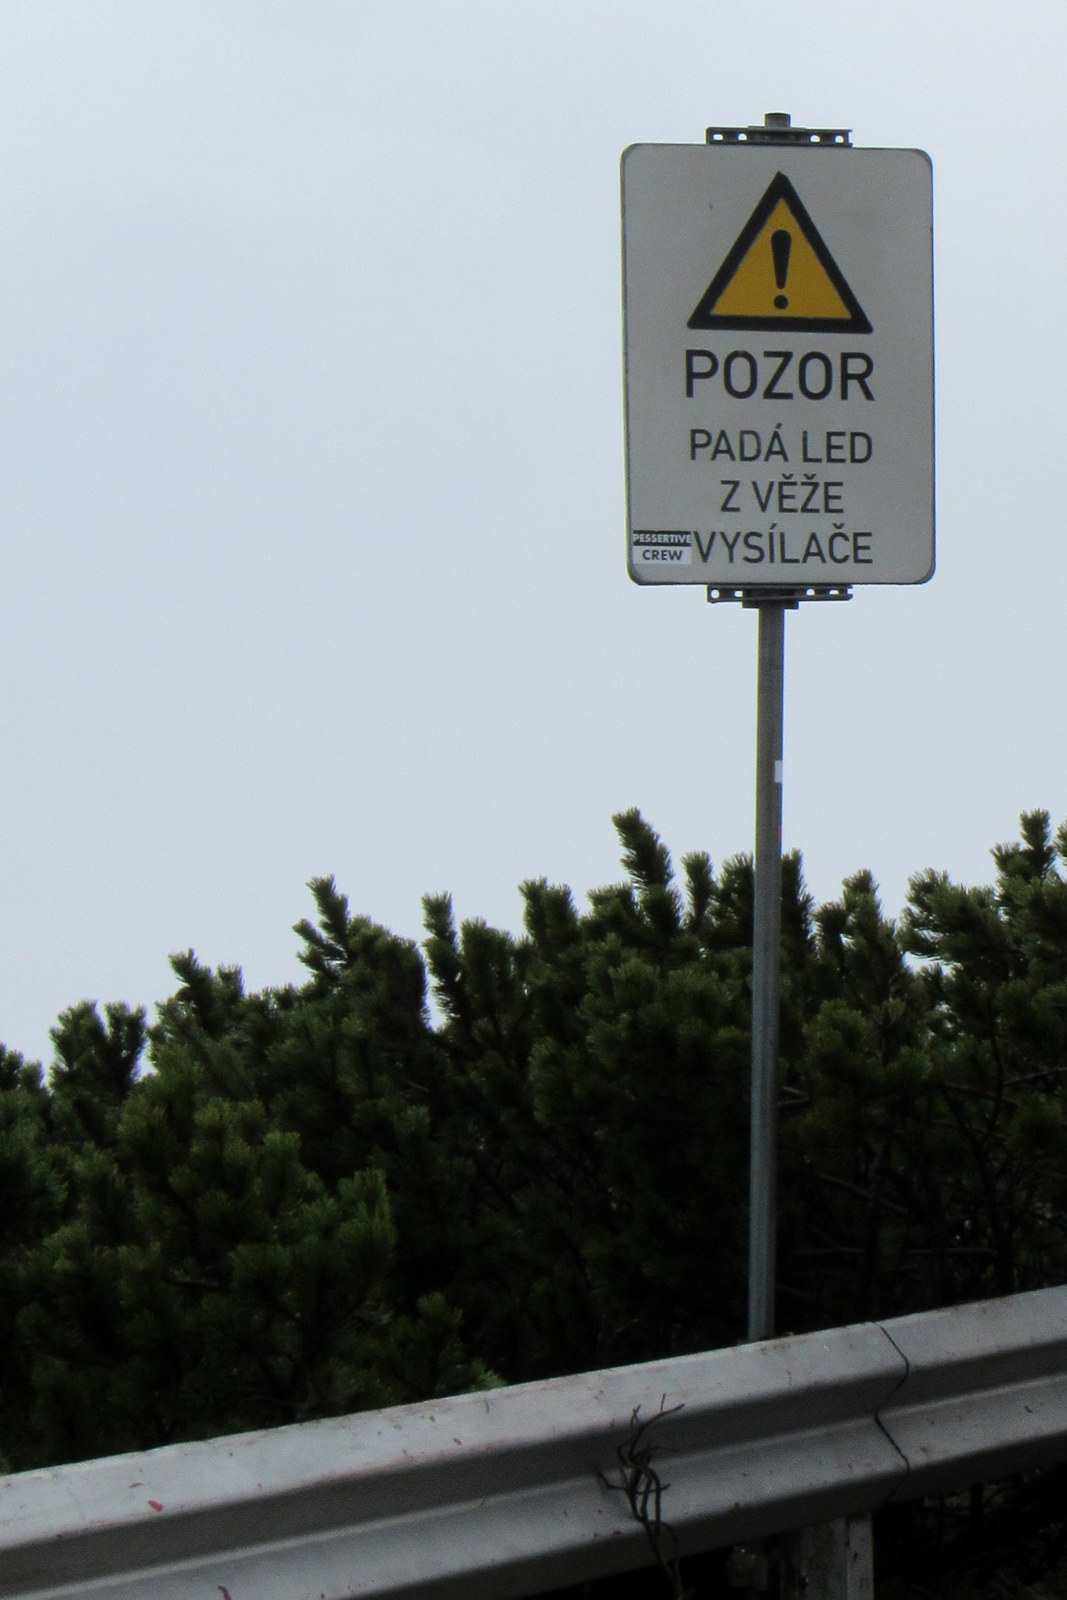 !
POZOR
PADÁ LED
Z VĚŽE
VYSÍLAČE
PESSERTIVE
CREW